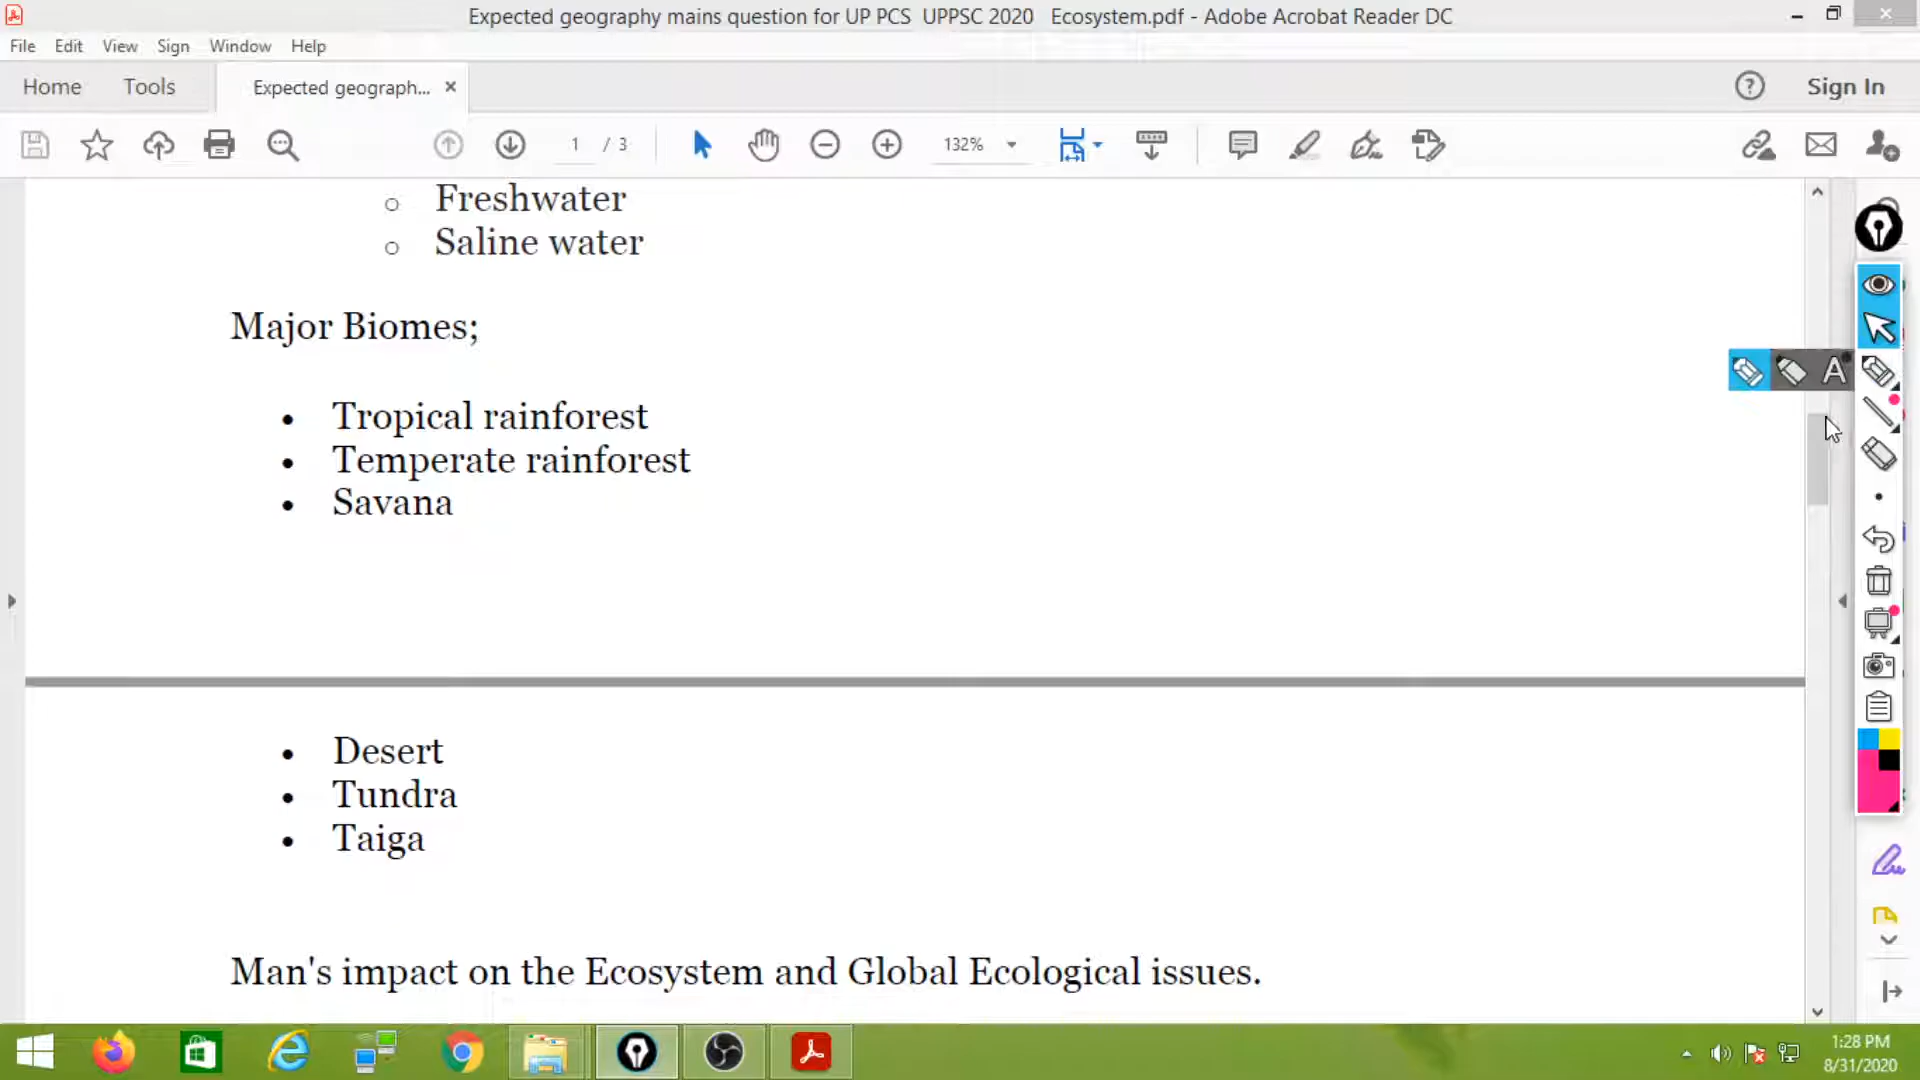 Expected geography mains question for UP PCS  UPPSC 2020   Ecosystem.pdf - Adobe Acrobat Reader DC
File Edit View Sign Window Help
Home Tools Expected geograph... × ? Sign In
1 / 3 132%
Freshwater
Saline water
Major Biomes;
A
• Tropical rainforest
• Temperate rainforest
• Savana
• Desert
• Tundra
• Taiga
Man's impact on the Ecosystem and Global Ecological issues.
1:28 PM
8/31/2020